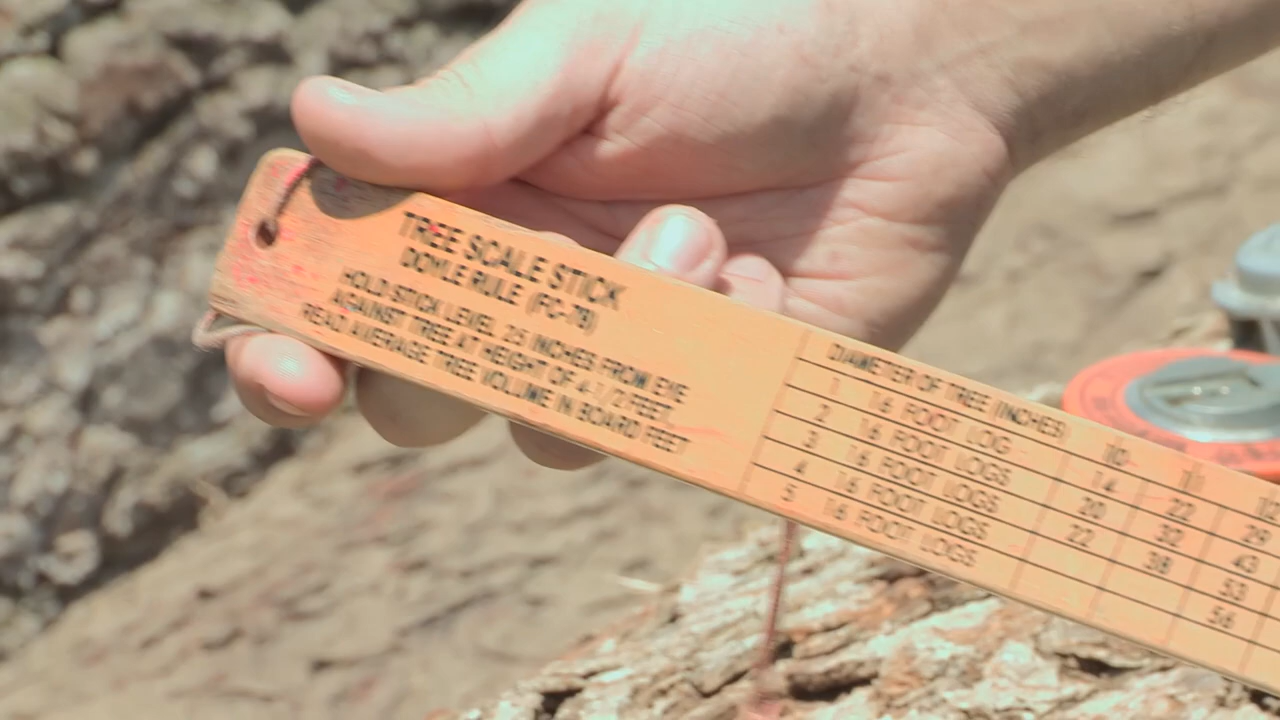 TREE SCALE STICK
DOYLE RULE (FC-78)
HOLD STICK LEVEL 25 INCHES FROM EYE
AGAINST TREE AT HEIGHT OF 4-1/2 FEET.
READ AVERAGE TREE VOLUME IN BOARD FEET
DIAMETER OF TREE (INCHES) 10 11 12
1 16 FOOT LOG 14 22 29
2 16 FOOT LOGS 20 32 43
3 16 FOOT LOGS 22 38 53
4 16 FOOT LOGS 56
5 16 FOOT LOGS